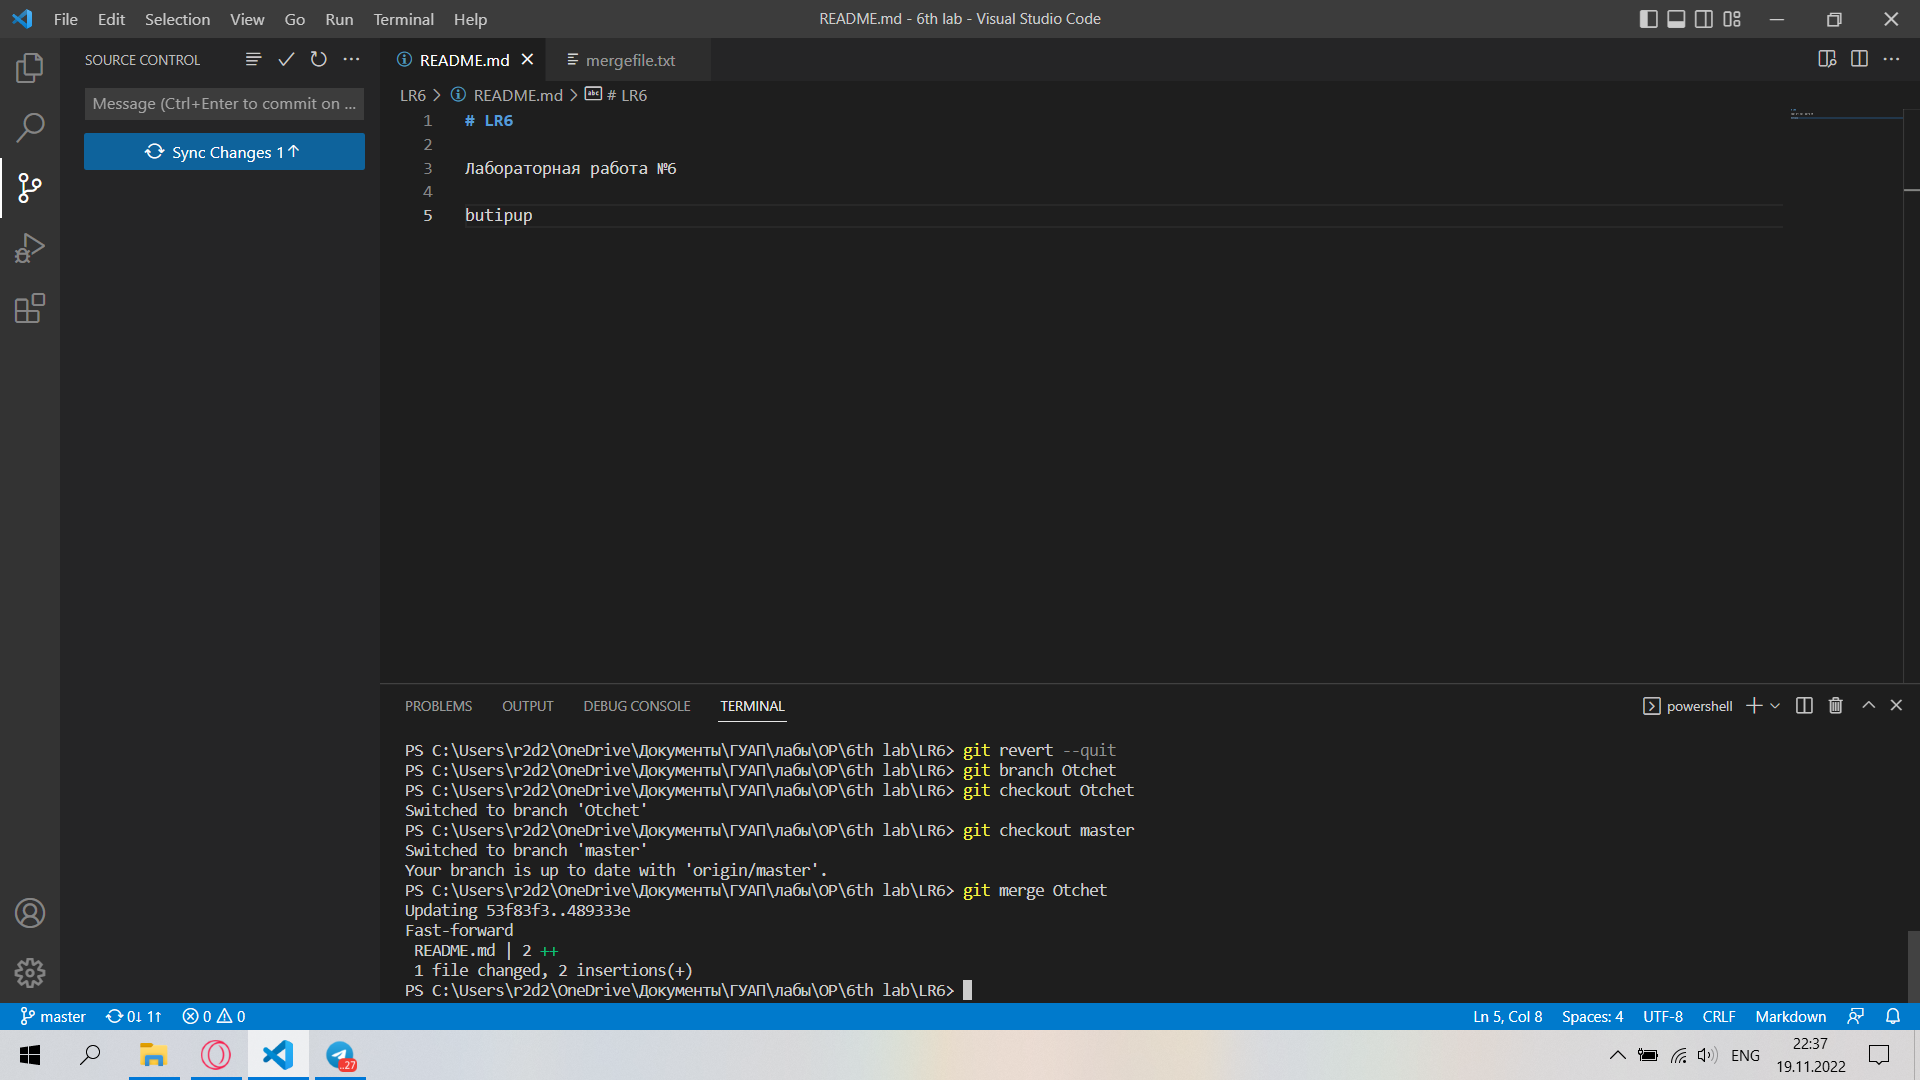 File Edit Selection View Go Run Terminal Help
README.md - 6th lab - Visual Studio Code
SOURCE CONTROL
Message (Ctrl+Enter to commit on ...
Sync Changes 1↑
README.md
mergefile.txt
LR6 > README.md > # LR6
1 # LR6
2
3 Лабораторная работа №6
4
5 butipup
PROBLEMS OUTPUT DEBUG CONSOLE TERMINAL
powershell
PS C:\Users\r2d2\OneDrive\Документы\ГУАП\лабы\ОР\6th lab\LR6> git revert --quit
PS C:\Users\r2d2\OneDrive\Документы\ГУАП\лабы\ОР\6th lab\LR6> git branch Otchet
PS C:\Users\r2d2\OneDrive\Документы\ГУАП\лабы\ОР\6th lab\LR6> git checkout Otchet
Switched to branch 'Otchet'
PS C:\Users\r2d2\OneDrive\Документы\ГУАП\лабы\ОР\6th lab\LR6> git checkout master
Switched to branch 'master'
Your branch is up to date with 'origin/master'.
PS C:\Users\r2d2\OneDrive\Документы\ГУАП\лабы\ОР\6th lab\LR6> git merge Otchet
Updating 53f83f3..489333e
Fast-forward
README.md | 2 ++
1 file changed, 2 insertions(+)
PS C:\Users\r2d2\OneDrive\Документы\ГУАП\лабы\ОР\6th lab\LR6>
master 0↓ 1↑ 0 0
Ln 5, Col 8 Spaces: 4 UTF-8 CRLF Markdown
..27
ENG
22:37
19.11.2022